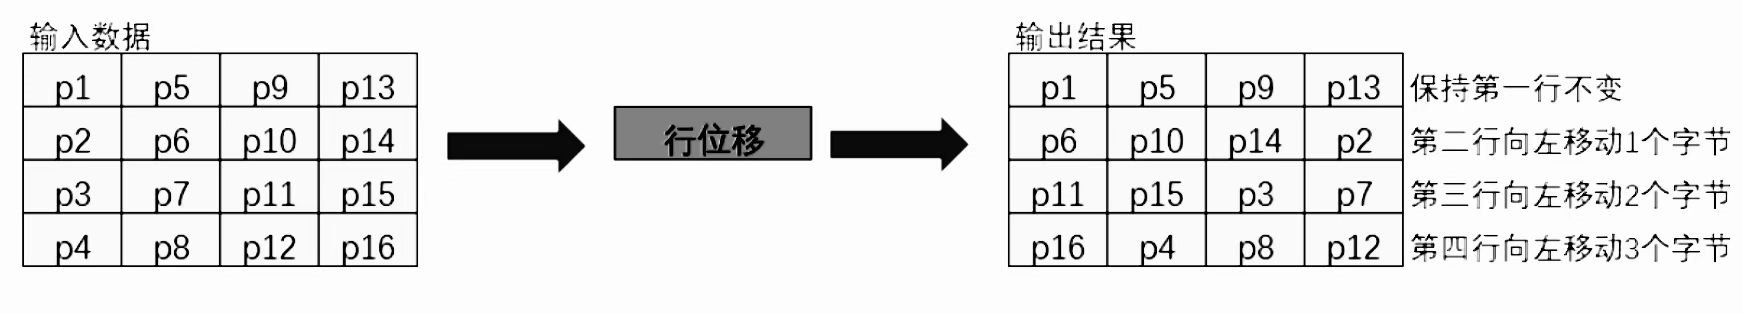 输入数据
p1 p5 p9 p13
p2 p6 p10 p14
p3 p7 p11 p15
p4 p8 p12 p16
行位移
输出结果
p1 p5 p9 p13 保持第一行不变
p6 p10 p14 p2 第二行向左移动1个字节
p11 p15 p3 p7 第三行向左移动2个字节
p16 p4 p8 p12 第四行向左移动3个字节